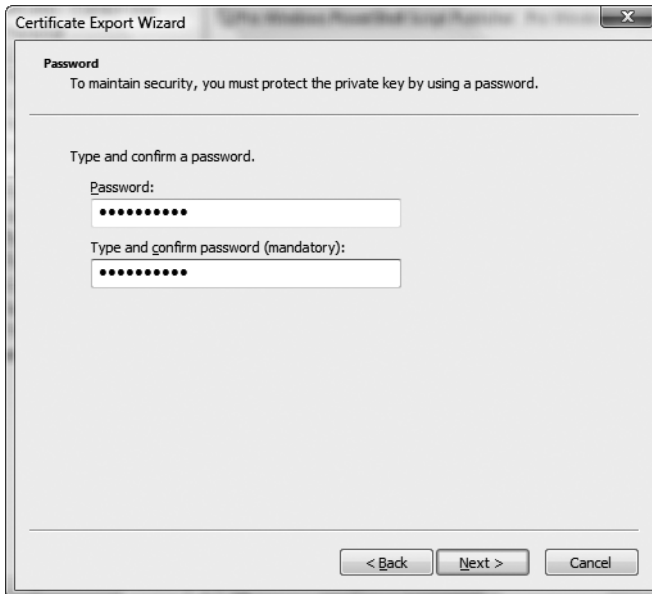 Certificate Export Wizard
Password
To maintain security, you must protect the private key by using a password.
Type and confirm a password.
Password:
••••••••••
Type and confirm password (mandatory):
••••••••••
< Back Next > Cancel